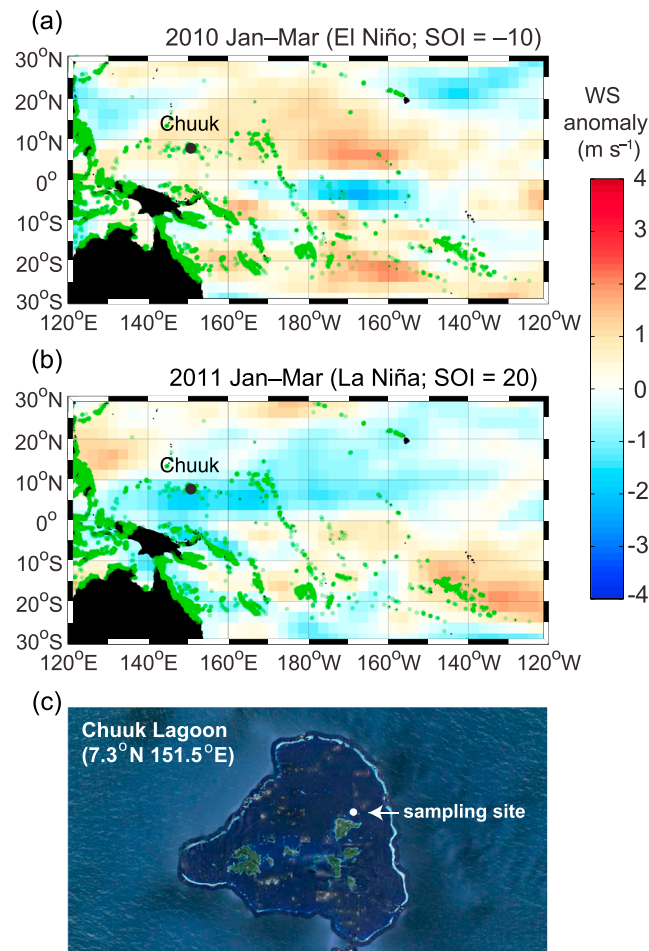 (a)
2010 Jan–Mar (El Niño; SOI = –10)
30°N
20°N
10°N
0°
10°S
20°S
30°S
Chuuk
120°E 140°E 160°E 180°W 160°W 140°W 120°W
WS
anomaly
(m s⁻¹)
4
3
2
1
0
-1
-2
-3
-4
(b)
2011 Jan–Mar (La Niña; SOI = 20)
30°N
20°N
10°N
0°
10°S
20°S
30°S
Chuuk
120°E 140°E 160°E 180°W 160°W 140°W 120°W
(c)
Chuuk Lagoon
(7.3°N 151.5°E)
sampling site